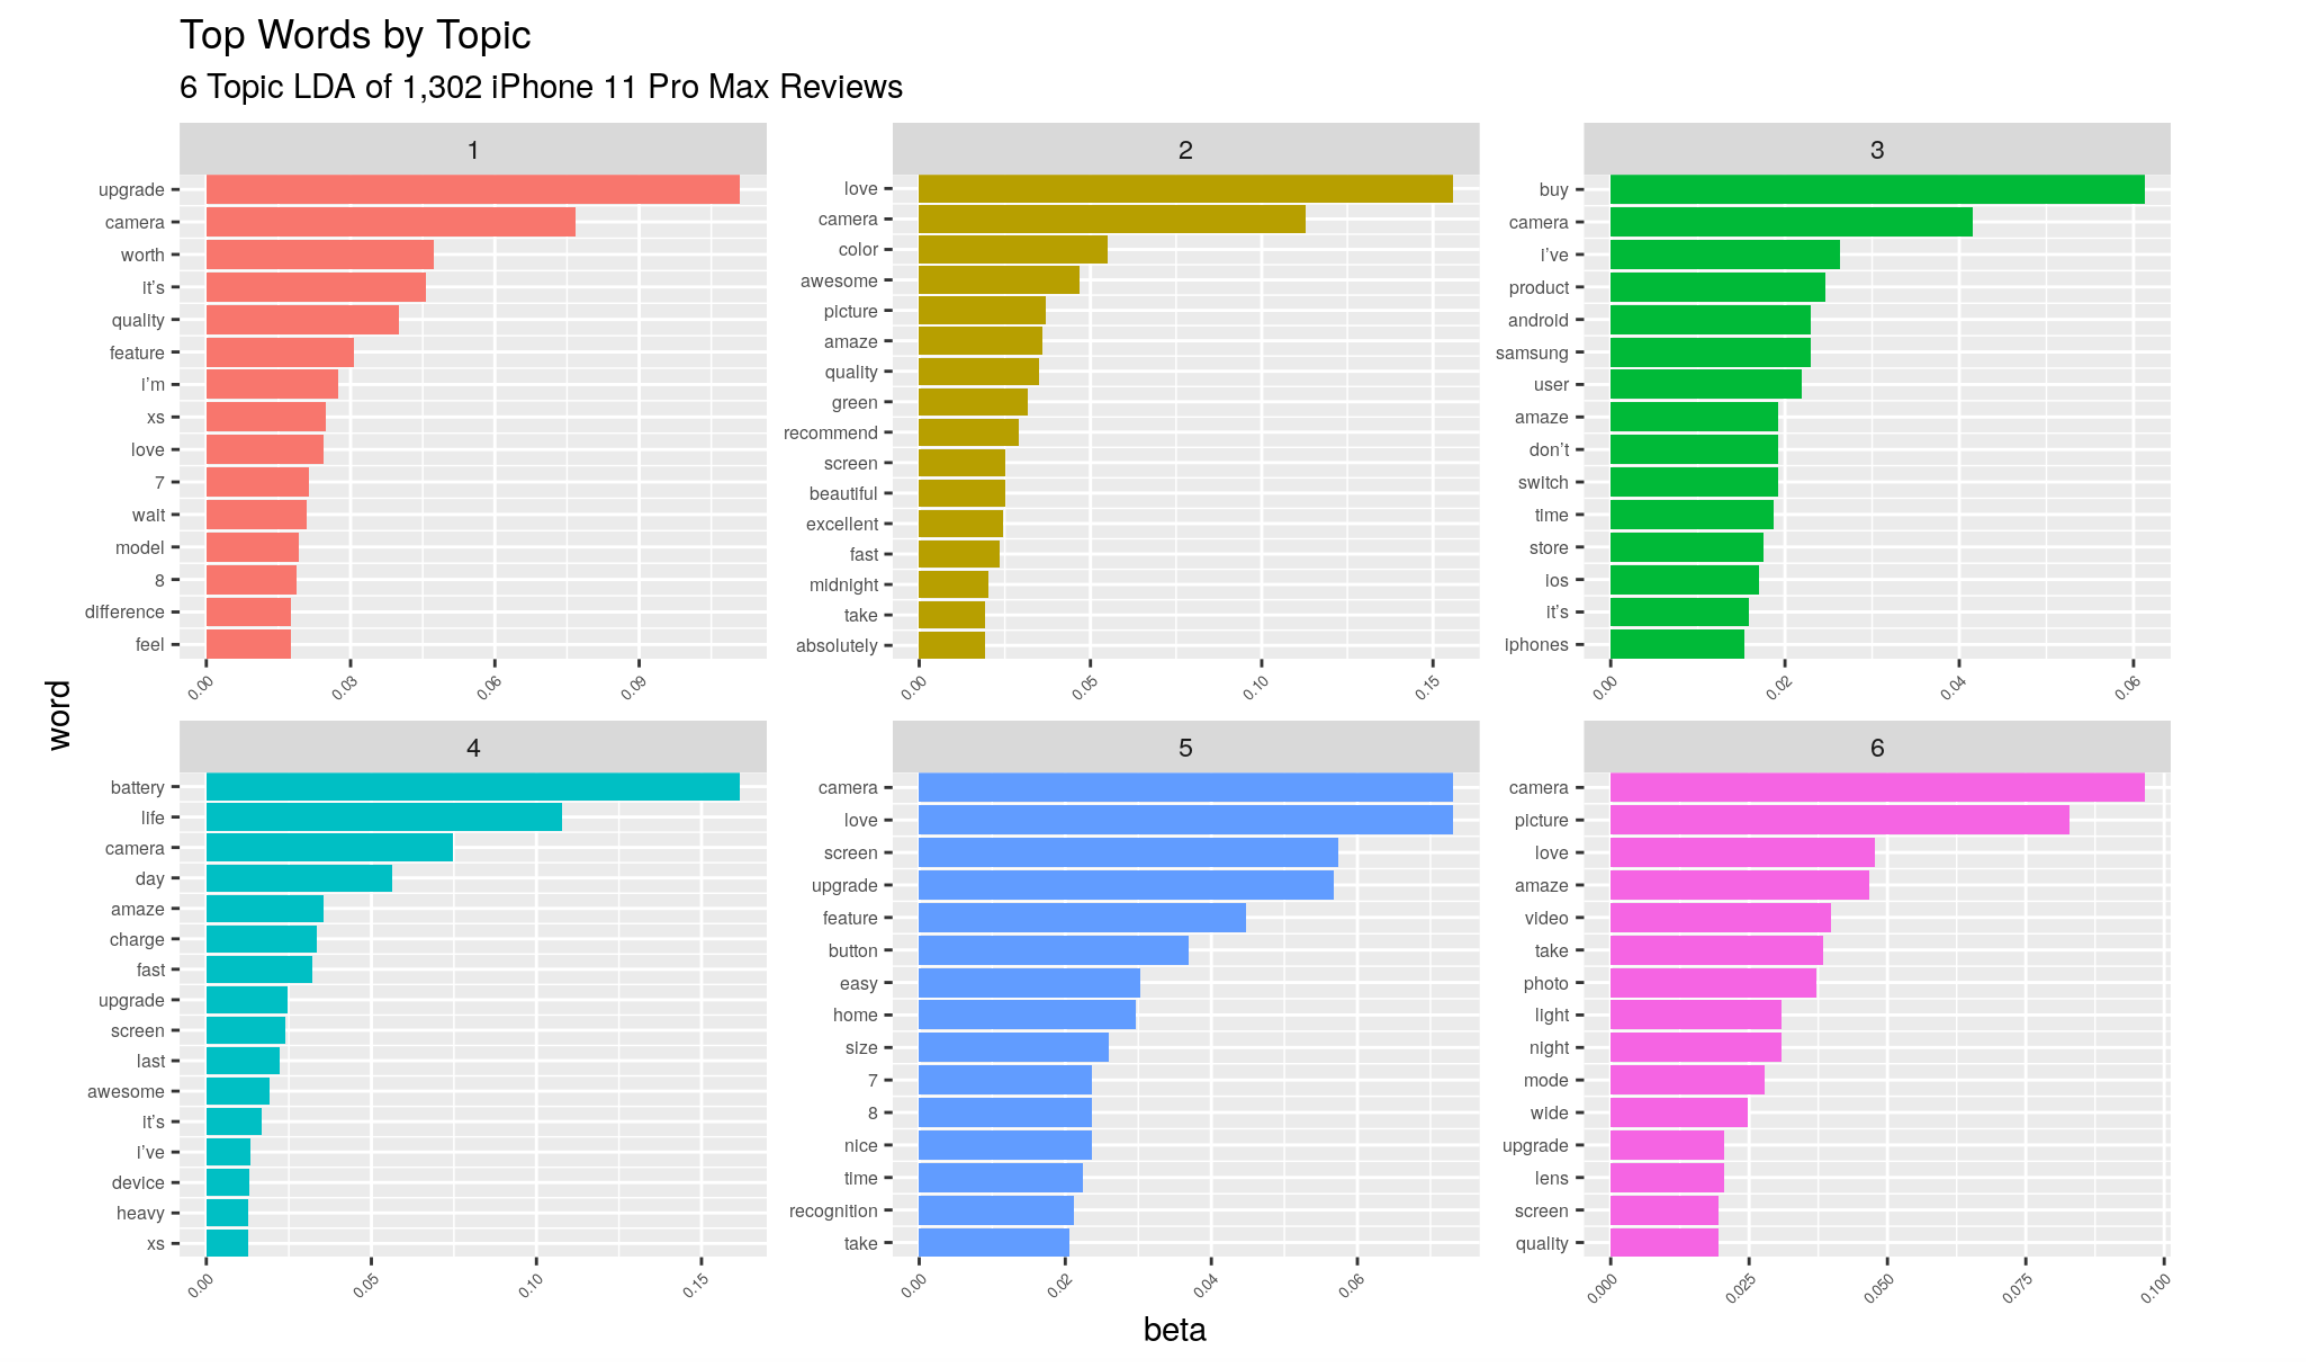 Top Words by Topic
6 Topic LDA of 1,302 iPhone 11 Pro Max Reviews
word
1
upgrade
camera
worth
it’s
quality
feature
i’m
xs
love
7
wait
model
8
difference
feel
0.00 0.03 0.06 0.09
2
love
camera
color
awesome
picture
amaze
quality
green
recommend
screen
beautiful
excellent
fast
midnight
take
absolutely
0.00 0.05 0.10 0.15
3
buy
camera
i’ve
product
android
samsung
user
amaze
don’t
switch
time
store
ios
it’s
iphones
0.00 0.02 0.04 0.06
4
battery
life
camera
day
amaze
charge
fast
upgrade
screen
last
awesome
it’s
i’ve
device
heavy
xs
0.00 0.05 0.10 0.15
5
camera
love
screen
upgrade
feature
button
easy
home
size
7
8
nice
time
recognition
take
0.00 0.02 0.04 0.06
6
camera
picture
love
amaze
video
take
photo
light
night
mode
wide
upgrade
lens
screen
quality
0.000 0.025 0.050 0.075 0.100
beta